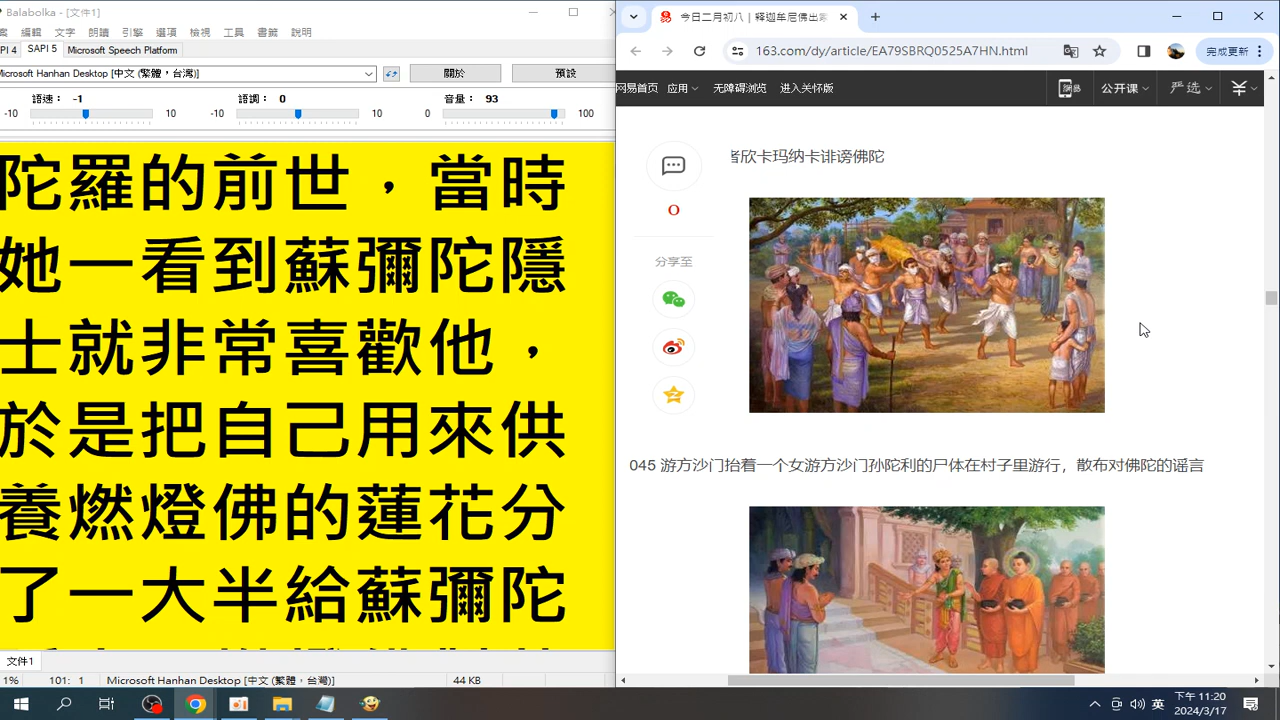 Balabolka - [文件1]
編輯 文字 朗讀 引擎 選項 檢視 工具 書籤 說明
PI 4 SAPI 5 Microsoft Speech Platform
Microsoft Hanhan Desktop [中文 (繁體，台灣)]
關於 預設
語速： -1 語調： 0 音量： 93
-10 10 -10 10 0 100
陀羅的前世，當時
她一看到蘇彌陀隱
士就非常喜歡他，
於是把自己用來供
養燃燈佛的蓮花分
了一大半給蘇彌陀
文件1
1% 101: 1 Microsoft Hanhan Desktop [中文 (繁體，台灣)] 44 KB
今日二月初八｜释迦牟尼佛出家
163.com/dy/article/EA79SBRQ0525A7HN.html
完成更新
网易首页 应用 无障碍浏览 进入关怀版
公开课 严选
者欣卡玛纳卡诽谤佛陀
0
分享至
045 游方沙门抬着一个女游方沙门孙陀利的尸体在村子里游行，散布对佛陀的谣言
英
下午 11:20
2024/3/17